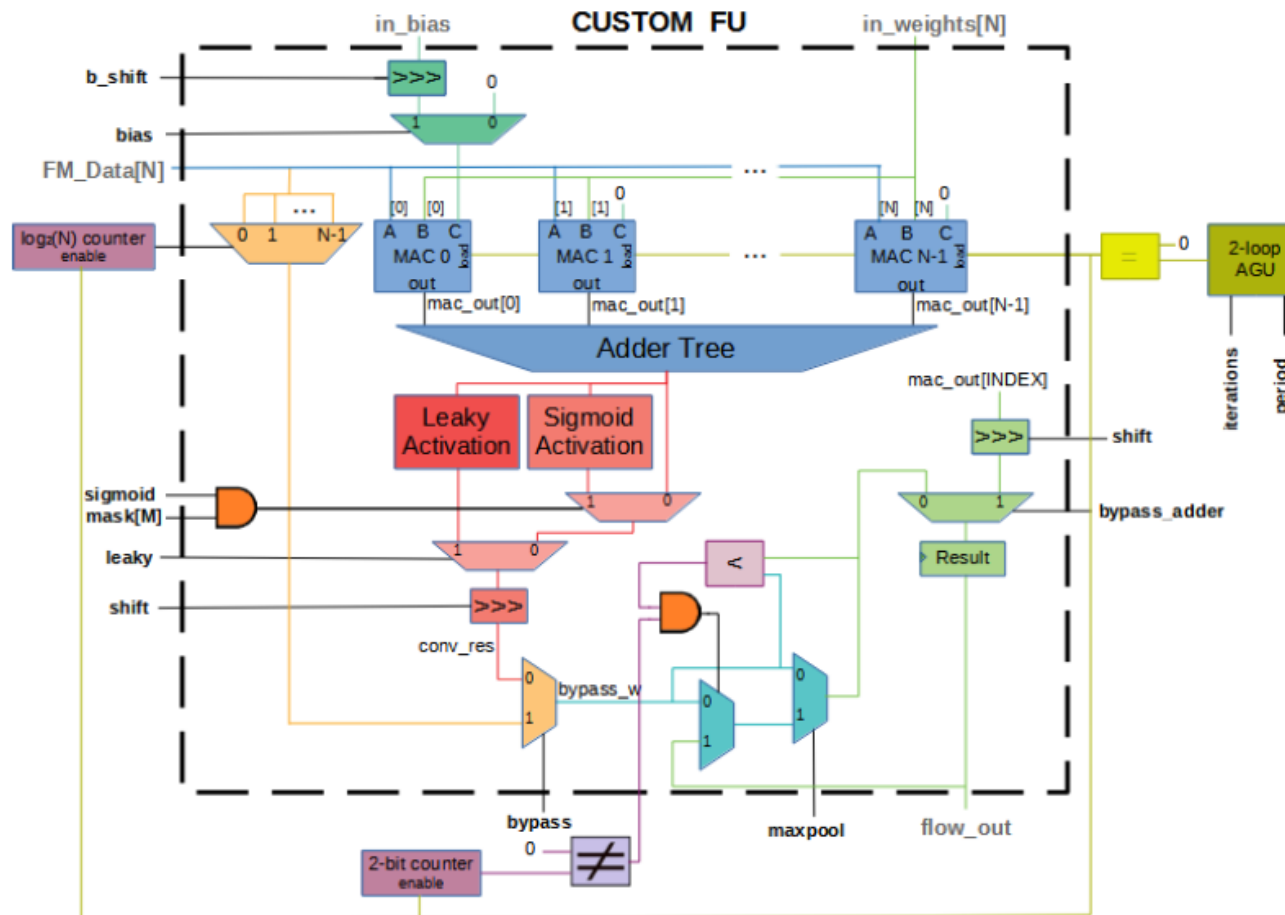 in_bias
CUSTOM FU
in_weights[N]
b_shift
>>>
0
bias
1
0
FM_Data[N]
...
[0]
[0]
[1]
[1]
0
[N]
[N]
0
...
0
1
N-1
log₂(N) counter
enable
A
B
C
load
MAC 0
out
A
B
C
load
MAC 1
out
...
A
B
C
load
MAC N-1
out
=
0
2-loop
AGU
mac_out[0]
mac_out[1]
mac_out[N-1]
Adder Tree
iterations
period
mac_out[INDEX]
Leaky
Activation
Sigmoid
Activation
>>>
shift
sigmoid
mask[M]
1
0
0
1
bypass_adder
leaky
1
0
<
Result
shift
>>>
conv_res
0
bypass_w
1
0
1
0
1
bypass
maxpool
flow_out
0
≠
2-bit counter
enable